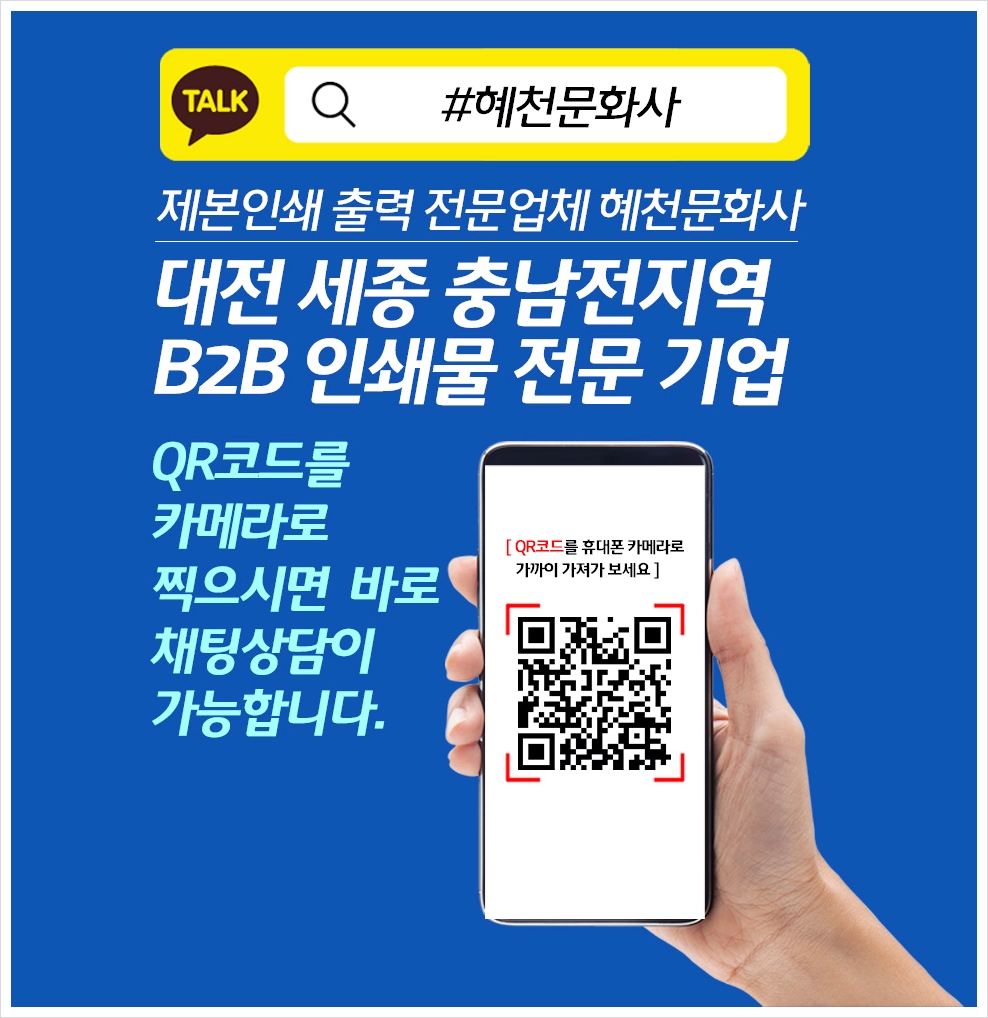 TALK
#혜천문화사
제본인쇄 출력 전문업체 혜천문화사
대전 세종 충남전지역
B2B 인쇄물 전문 기업
QR코드를
카메라로
찍으시면 바로
채팅상담이
가능합니다.
[ QR코드를 휴대폰 카메라로
가까이 가져가 보세요 ]